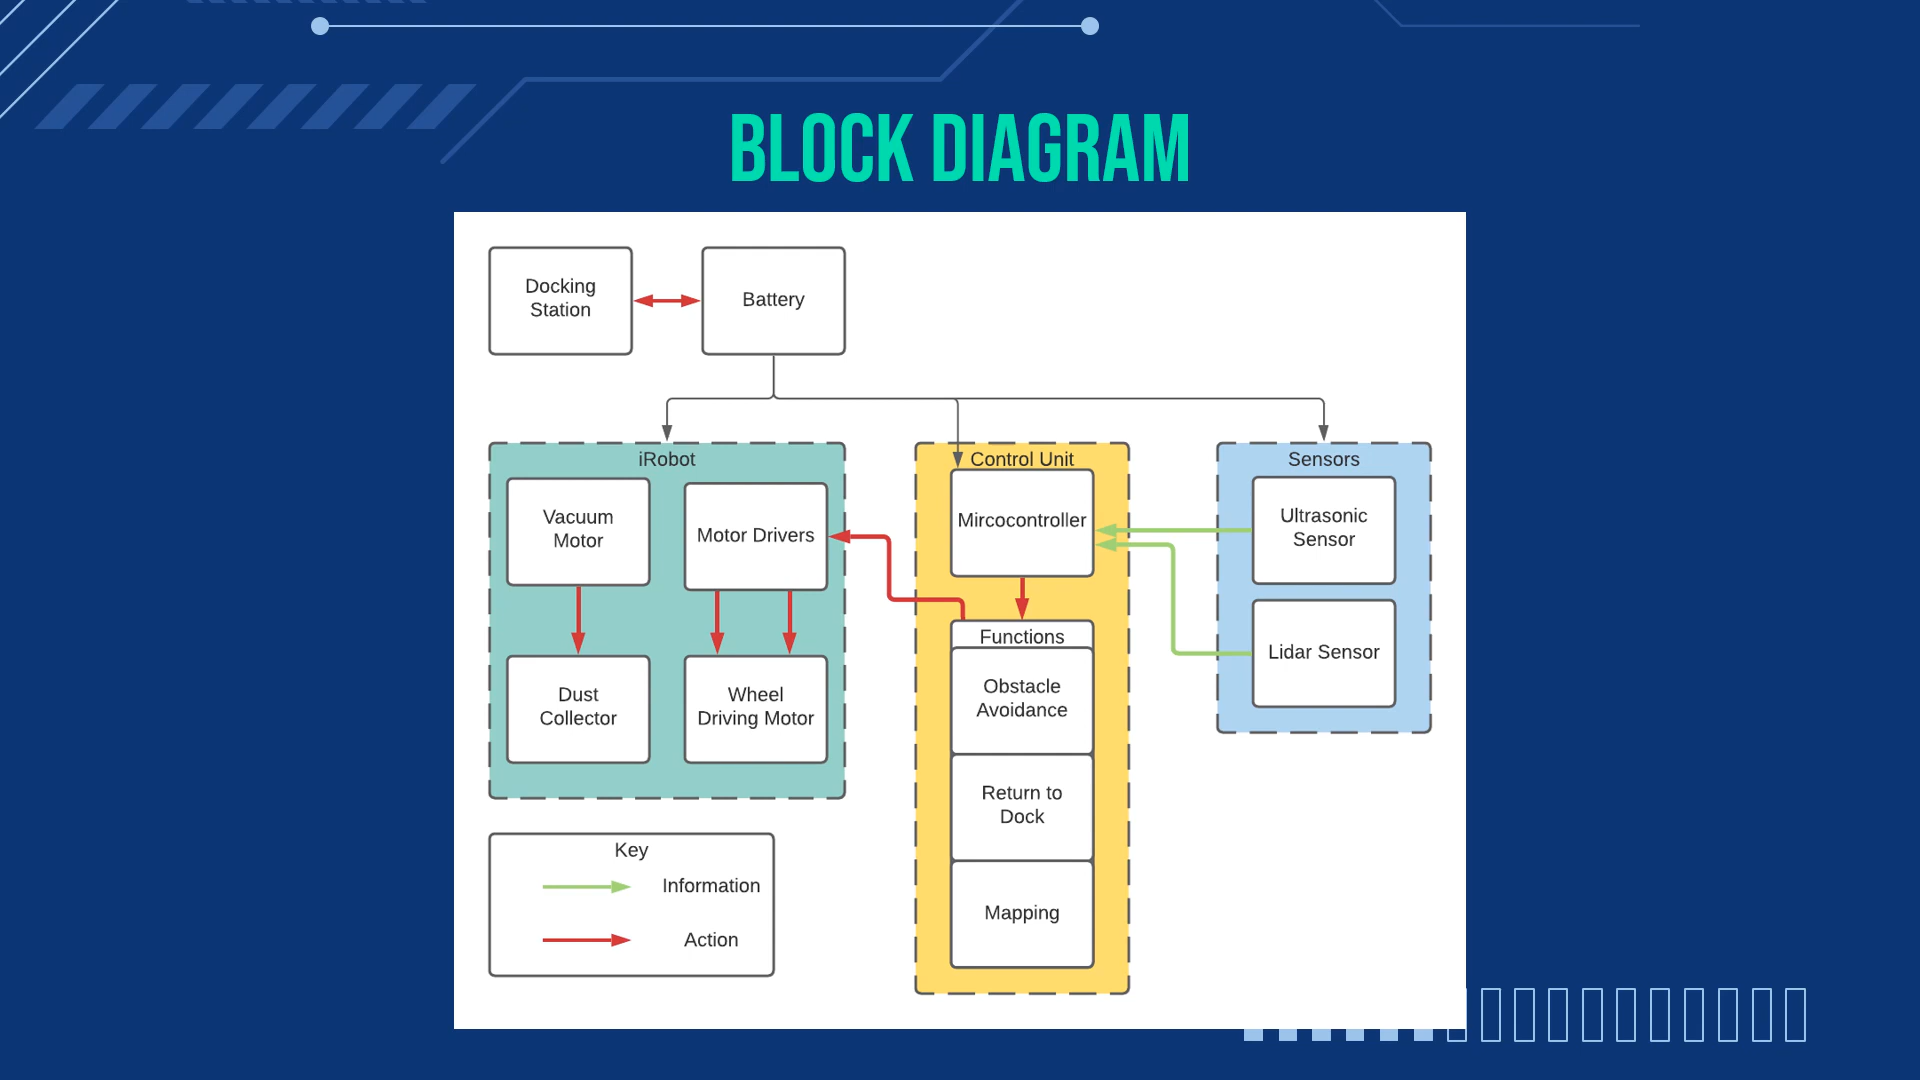 BLOCK DIAGRAM
Docking
Station
Battery
iRobot
Vacuum
Motor
Motor Drivers
Dust
Collector
Wheel
Driving Motor
Control Unit
Mircocontroller
Functions
Obstacle
Avoidance
Return to
Dock
Mapping
Sensors
Ultrasonic
Sensor
Lidar Sensor
Key
Information
Action